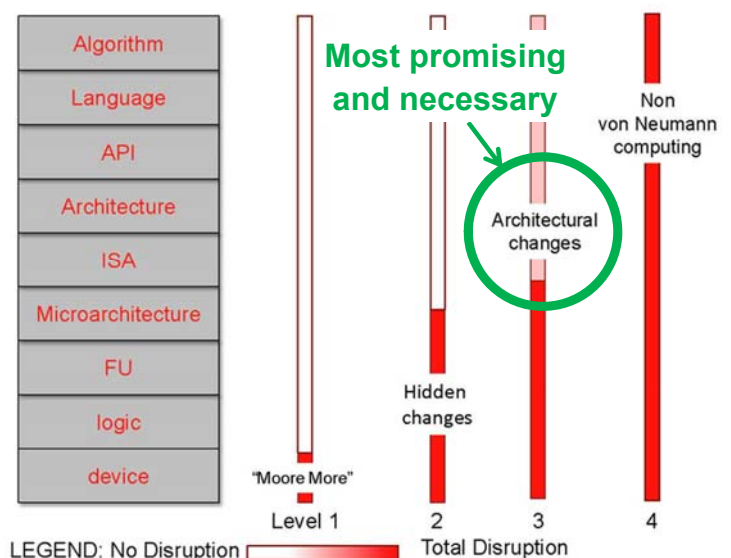 Algorithm
Language
API
Architecture
ISA
Microarchitecture
FU
logic
device
Most promising
and necessary
Non
von Neumann
computing
Architectural
changes
Hidden
changes
"Moore More"
Level 1
2
3
4
LEGEND: No Disruption
Total Disruption